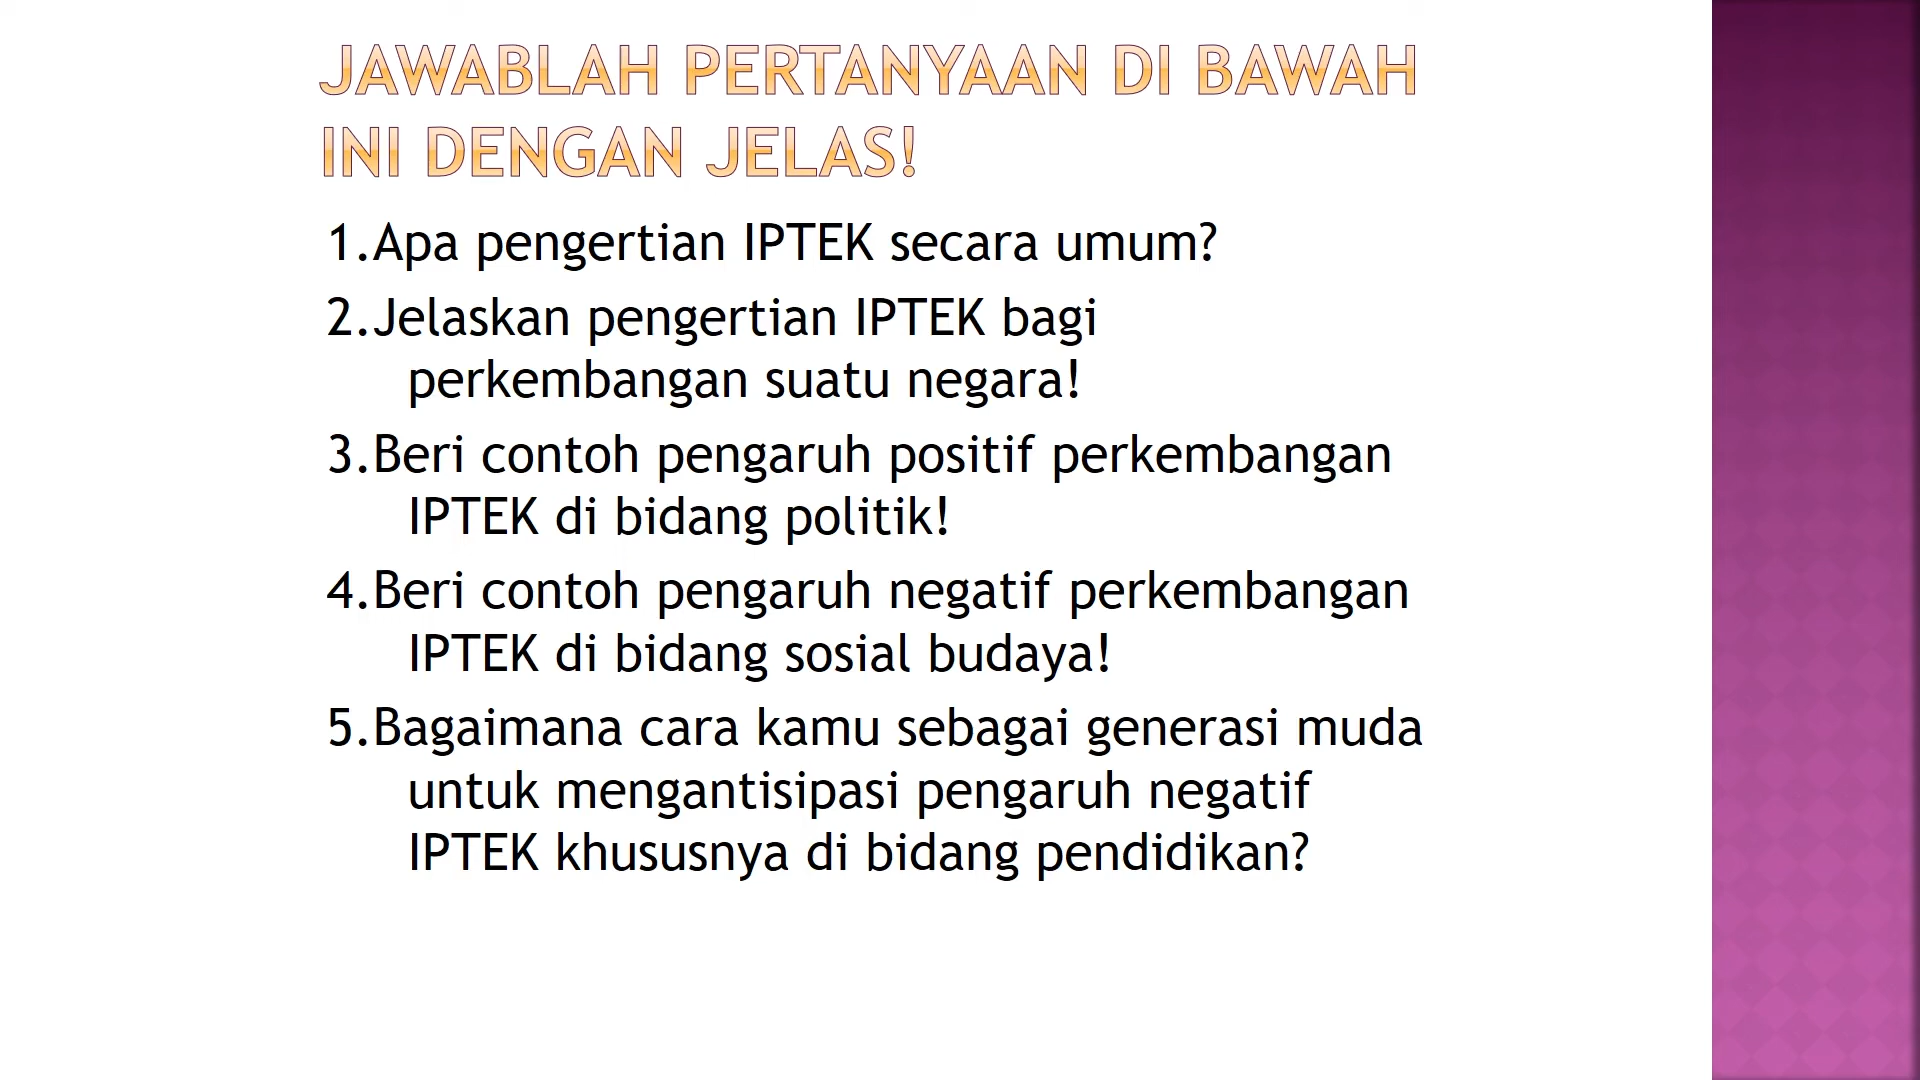 JAWABLAH PERTANYAAN DI BAWAH
INI DENGAN JELAS!
1.Apa pengertian IPTEK secara umum?
2.Jelaskan pengertian IPTEK bagi
perkembangan suatu negara!
3.Beri contoh pengaruh positif perkembangan
IPTEK di bidang politik!
4.Beri contoh pengaruh negatif perkembangan
IPTEK di bidang sosial budaya!
5.Bagaimana cara kamu sebagai generasi muda
untuk mengantisipasi pengaruh negatif
IPTEK khususnya di bidang pendidikan?